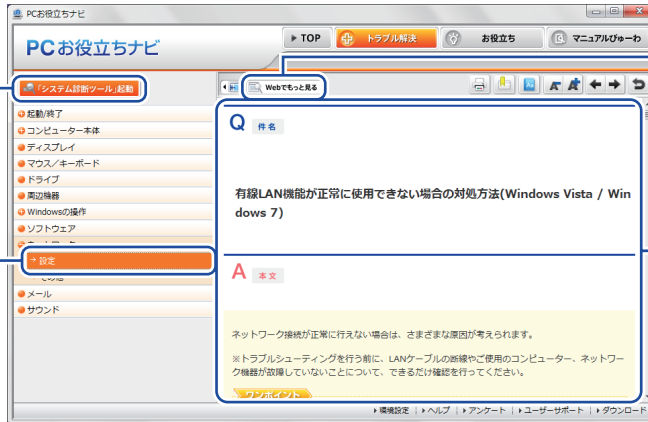 PCお役立ちナビ
PCお役立ちナビ
TOP
トラブル解決
お役立ち
マニュアルびゅーわ
「システム診断ツール」起動
Webでもっと見る
起動/終了
コンピューター本体
ディスプレイ
マウス/キーボード
ドライブ
周辺機器
Windowsの操作
ソフトウェア
設定
メール
サウンド
Q 件名
有線LAN機能が正常に使用できない場合の対処方法(Windows Vista / Win
dows 7)
A 本文
ネットワーク接続が正常に行えない場合は、さまざまな原因が考えられます。
※トラブルシューティングを行う前に、LANケーブルの断線やご使用のコンピューター、ネットワー
ク機器が故障していないことについて、できるだけ確認を行ってください。
ワンポイント
環境設定 | ヘルプ | アンケート | ユーザーサポート | ダウンロード